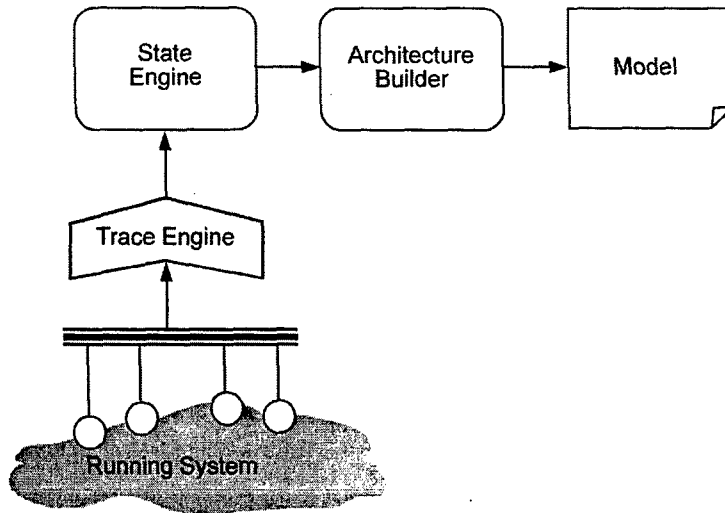 State
Engine
Architecture
Builder
Model
Trace Engine
Running System